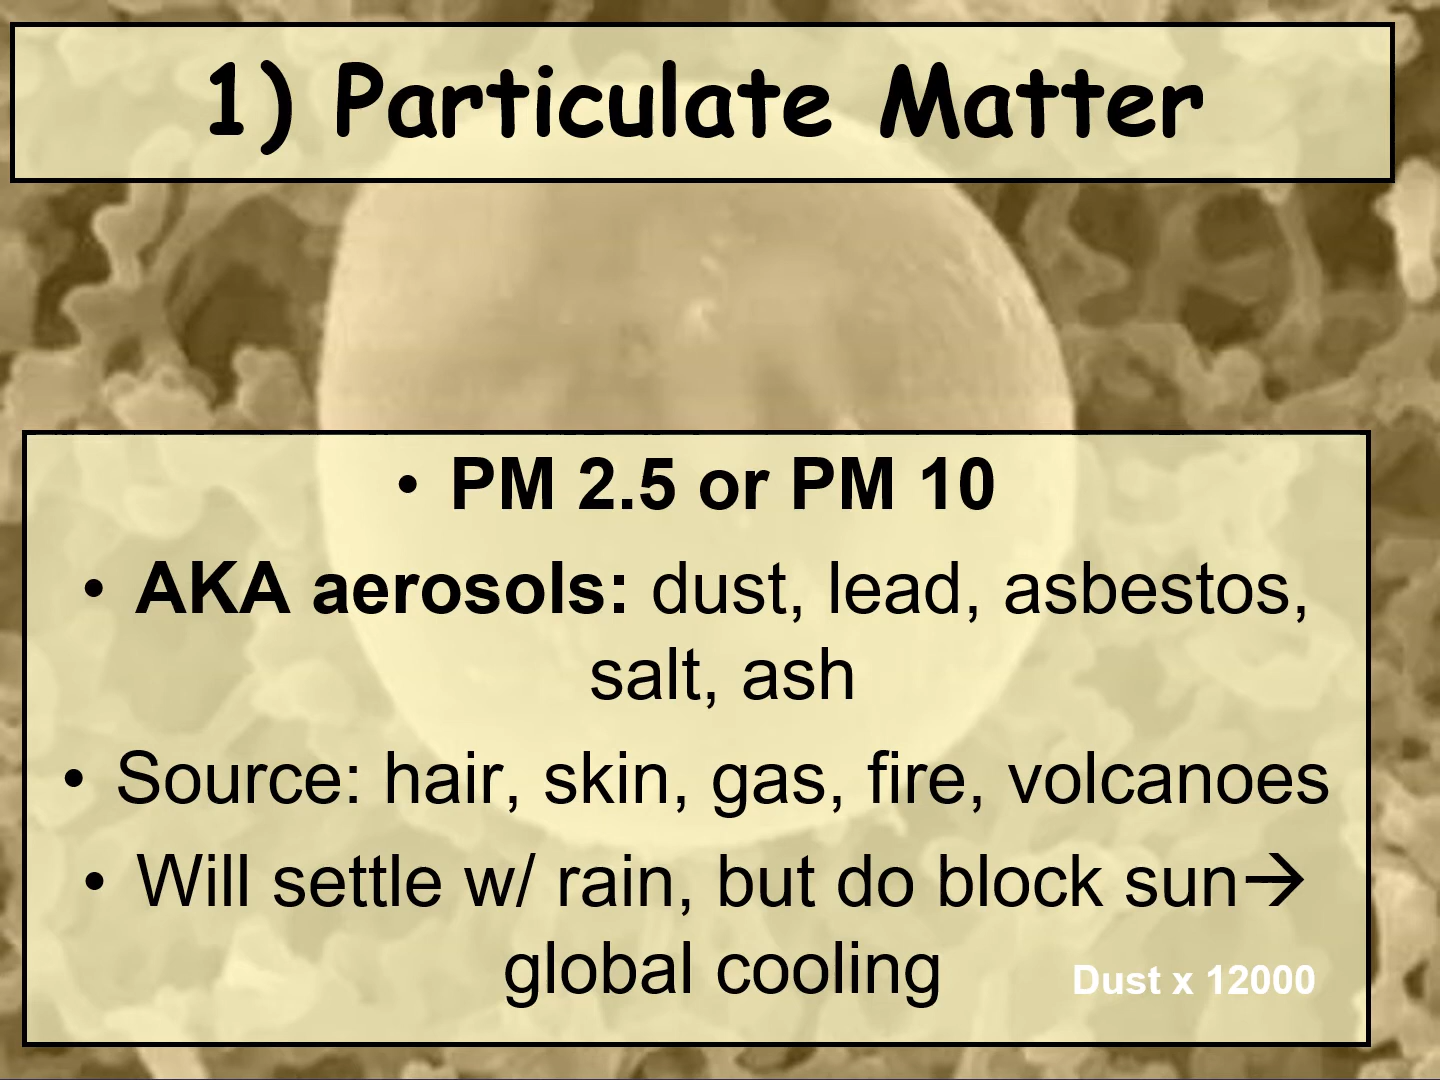 1) Particulate Matter
• PM 2.5 or PM 10
• AKA aerosols: dust, lead, asbestos,
salt, ash
• Source: hair, skin, gas, fire, volcanoes
• Will settle w/ rain, but do block sun→
global cooling
Dust x 12000